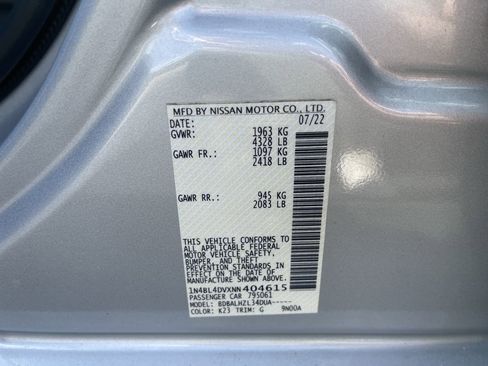 MFD BY NISSAN MOTOR CO., LTD.
DATE: 07/22
GVWR: 1963 KG
4328 LB
GAWR FR.: 1097 KG
2418 LB
GAWR RR.: 945 KG
2083 LB
THIS VEHICLE CONFORMS TO
ALL APPLICABLE FEDERAL
MOTOR VEHICLE SAFETY,
BUMPER, AND THEFT
PREVENTION STANDARDS
IN EFFECT ON THE DATE OF
MANUFACTURE SHOWN ABOVE.
1N4BL4DVXNN404615
PASSENGER CAR 795061
MODEL: BDBALHZL34DUA-----
COLOR: K23 TRIM: G 9N00A